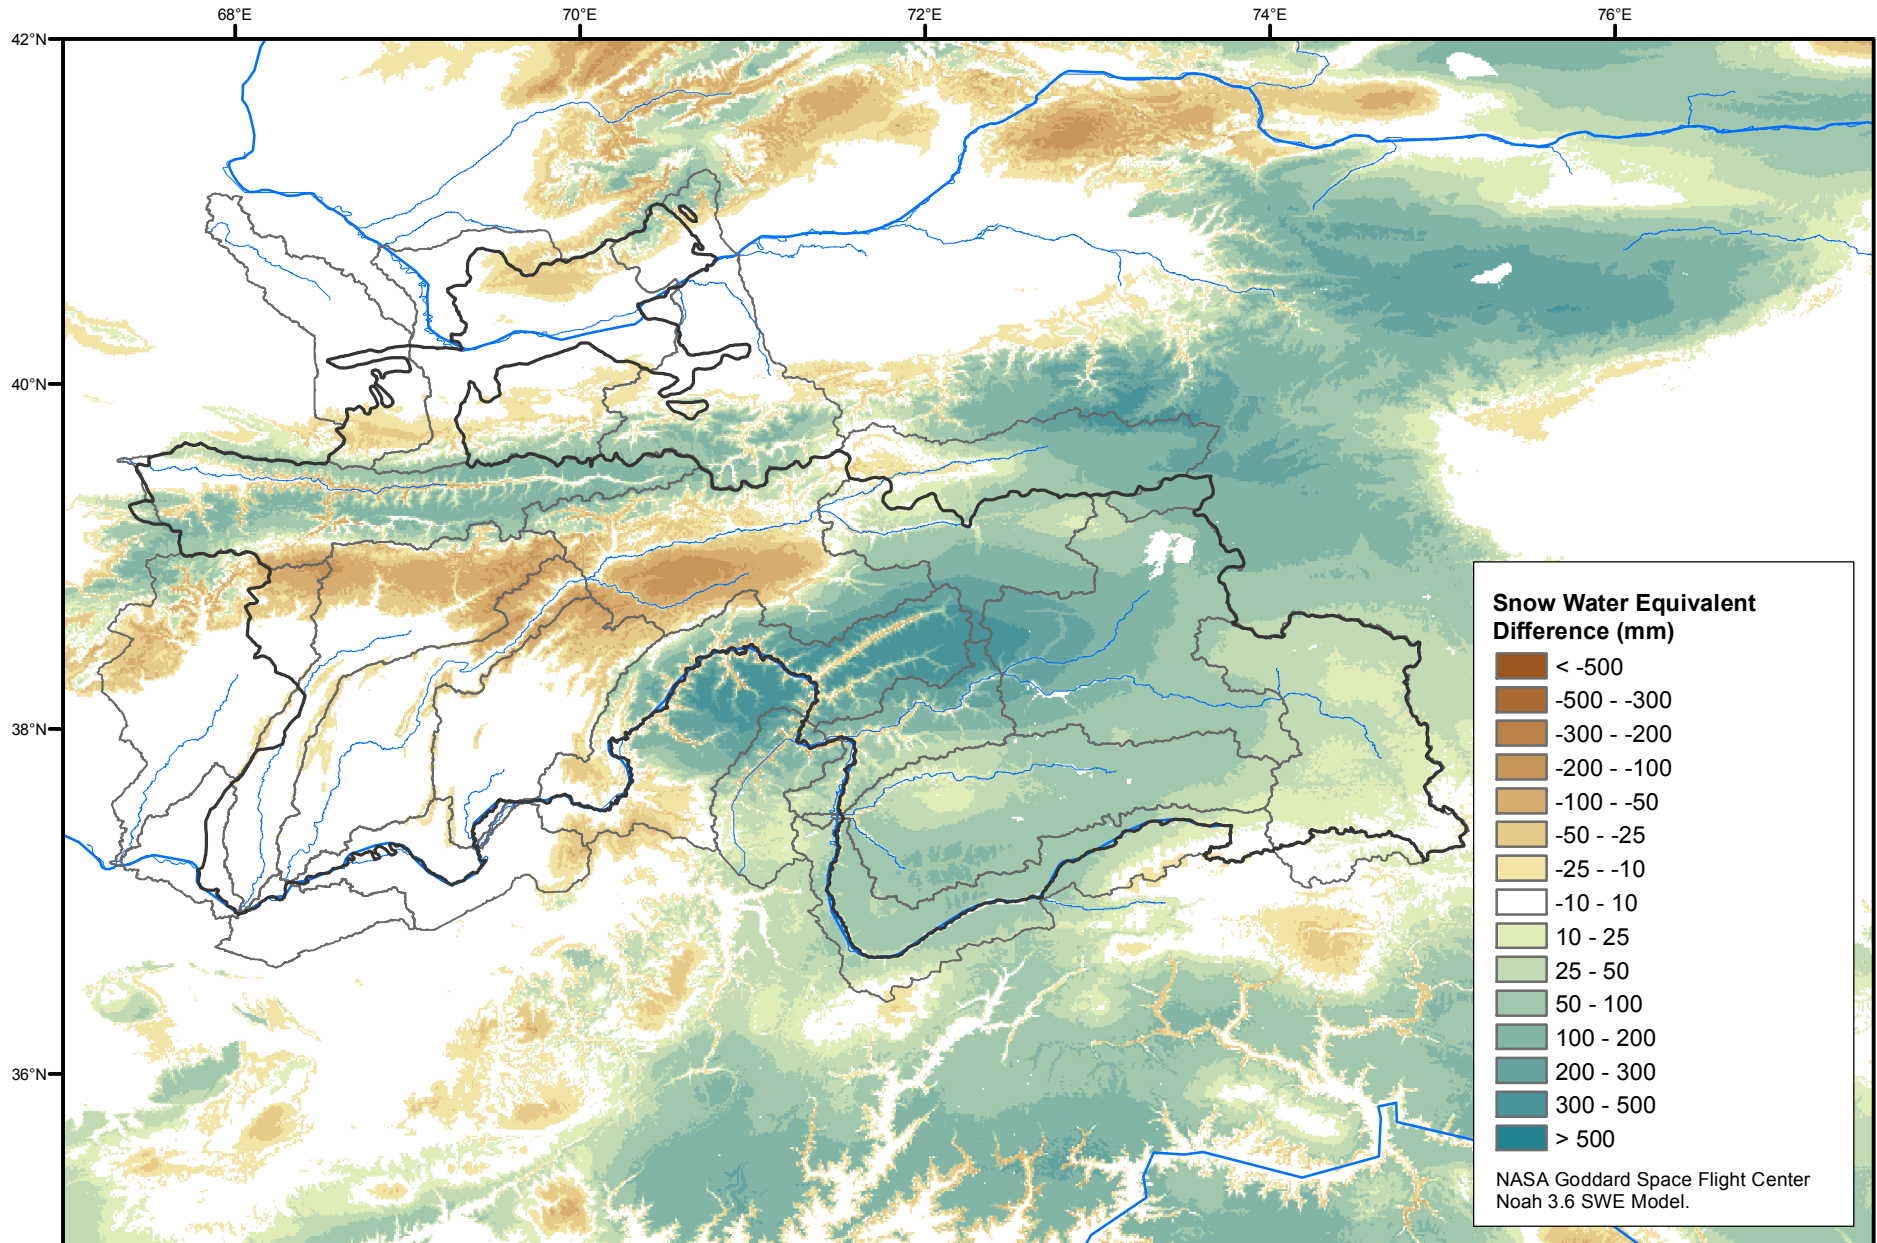 68°E 70°E 72°E 74°E 76°E
42°N
40°N
38°N
36°N
Snow Water Equivalent
Difference (mm)
< -500
-500 - -300
-300 - -200
-200 - -100
-100 - -50
-50 - -25
-25 - -10
-10 - 10
10 - 25
25 - 50
50 - 100
100 - 200
200 - 300
300 - 500
> 500
NASA Goddard Space Flight Center
Noah 3.6 SWE Model.